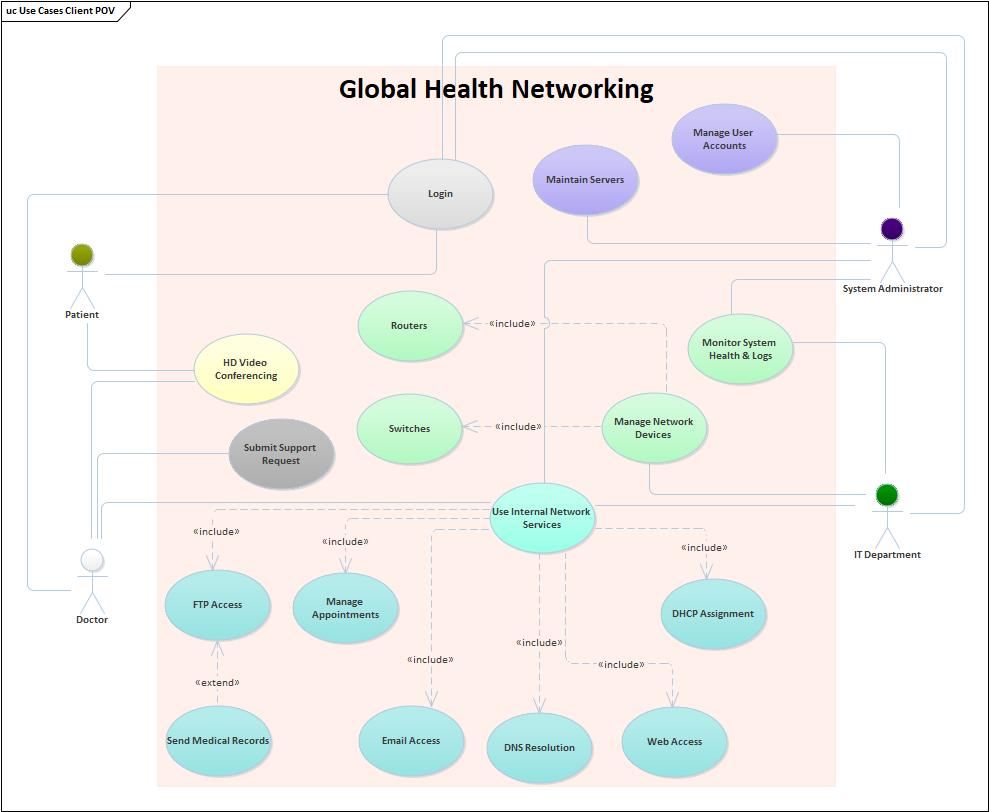 uc Use Cases Client POV
Global Health Networking
Manage User
Accounts
Maintain Servers
Login
System Administrator
Patient
Routers
«include»
Monitor System
Health & Logs
HD Video
Conferencing
Switches
«include»
Manage Network
Devices
Submit Support
Request
Use Internal Network
Services
«include»
«include»
«include»
IT Department
Doctor
FTP Access
Manage
Appointments
DHCP Assignment
«include»
«include»
«include»
«extend»
Send Medical Records
Email Access
DNS Resolution
Web Access